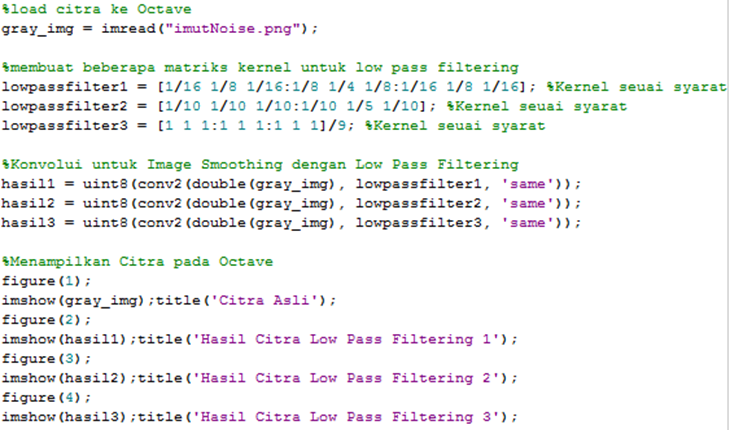 %load citra ke Octave
gray_img = imread("imutNoise.png");
%membuat beberapa matriks kernel untuk low pass filtering
lowpassfilter1 = [1/16 1/8 1/16:1/8 1/4 1/8:1/16 1/8 1/16]; %Kernel seuai syarat
lowpassfilter2 = [1/10 1/10 1/10:1/10 1/5 1/10]; %Kernel seuai syarat
lowpassfilter3 = [1 1 1:1 1 1:1 1 1]/9; %Kernel seuai syarat
%Konvolui untuk Image Smoothing dengan Low Pass Filtering
hasil1 = uint8(conv2(double(gray_img), lowpassfilter1, 'same'));
hasil2 = uint8(conv2(double(gray_img), lowpassfilter2, 'same'));
hasil3 = uint8(conv2(double(gray_img), lowpassfilter3, 'same'));
%Menampilkan Citra pada Octave
figure(1);
imshow(gray_img);title('Citra Asli');
figure(2);
imshow(hasil1);title('Hasil Citra Low Pass Filtering 1');
figure(3);
imshow(hasil2);title('Hasil Citra Low Pass Filtering 2');
figure(4);
imshow(hasil3);title('Hasil Citra Low Pass Filtering 3');